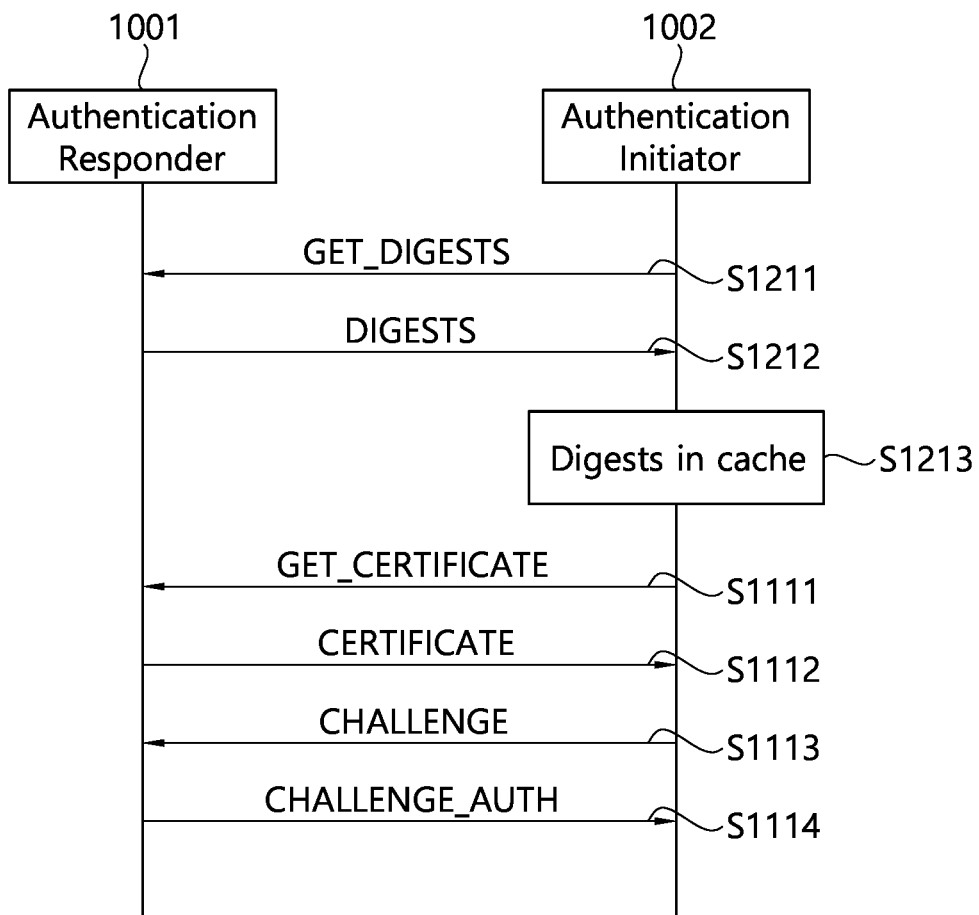 1001
1002
Authentication
Responder
Authentication
Initiator
GET_DIGESTS
S1211
DIGESTS
S1212
Digests in cache
S1213
GET_CERTIFICATE
S1111
CERTIFICATE
S1112
CHALLENGE
S1113
CHALLENGE_AUTH
S1114